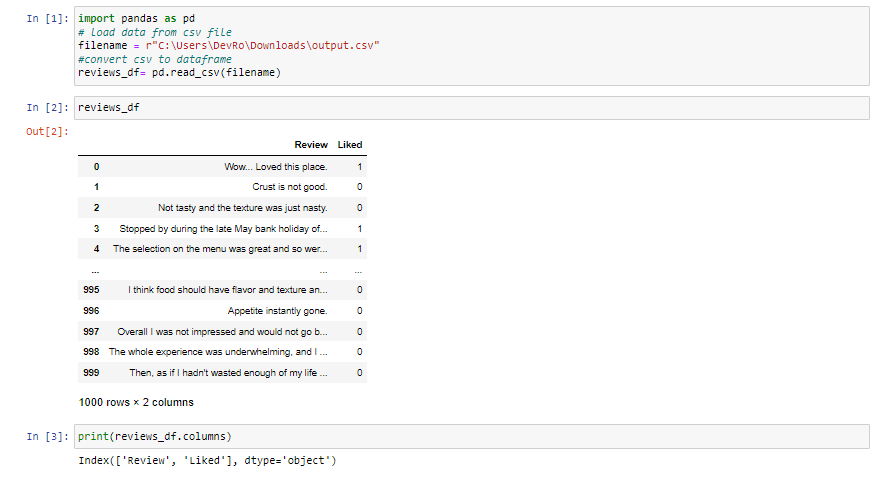 In [1]: import pandas as pd
# Load data from csv file
filename = r"C:\Users\DevRo\Downloads\output.csv"
#convert csv to dataframe
reviews_df= pd.read_csv(filename)
In [2]: reviews_df
Out[2]:
Review Liked
0 Wow... Loved this place. 1
1 Crust is not good. 0
2 Not tasty and the texture was just nasty. 0
3 Stopped by during the late May bank holiday of... 1
4 The selection on the menu was great and so wer... 1
... ... ...
995 I think food should have flavor and texture an... 0
996 Appetite instantly gone. 0
997 Overall I was not impressed and would not go b... 0
998 The whole experience was underwhelming, and I ... 0
999 Then, as if I hadn't wasted enough of my life ... 0
1000 rows × 2 columns
In [3]: print(reviews_df.columns)
Index(['Review', 'Liked'], dtype='object')